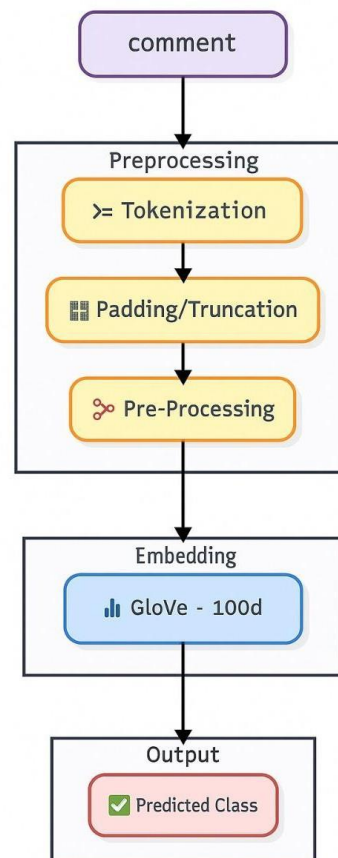 comment
Preprocessing
>= Tokenization
Padding/Truncation
Pre-Processing
Embedding
GloVe - 100d
Output
Predicted Class